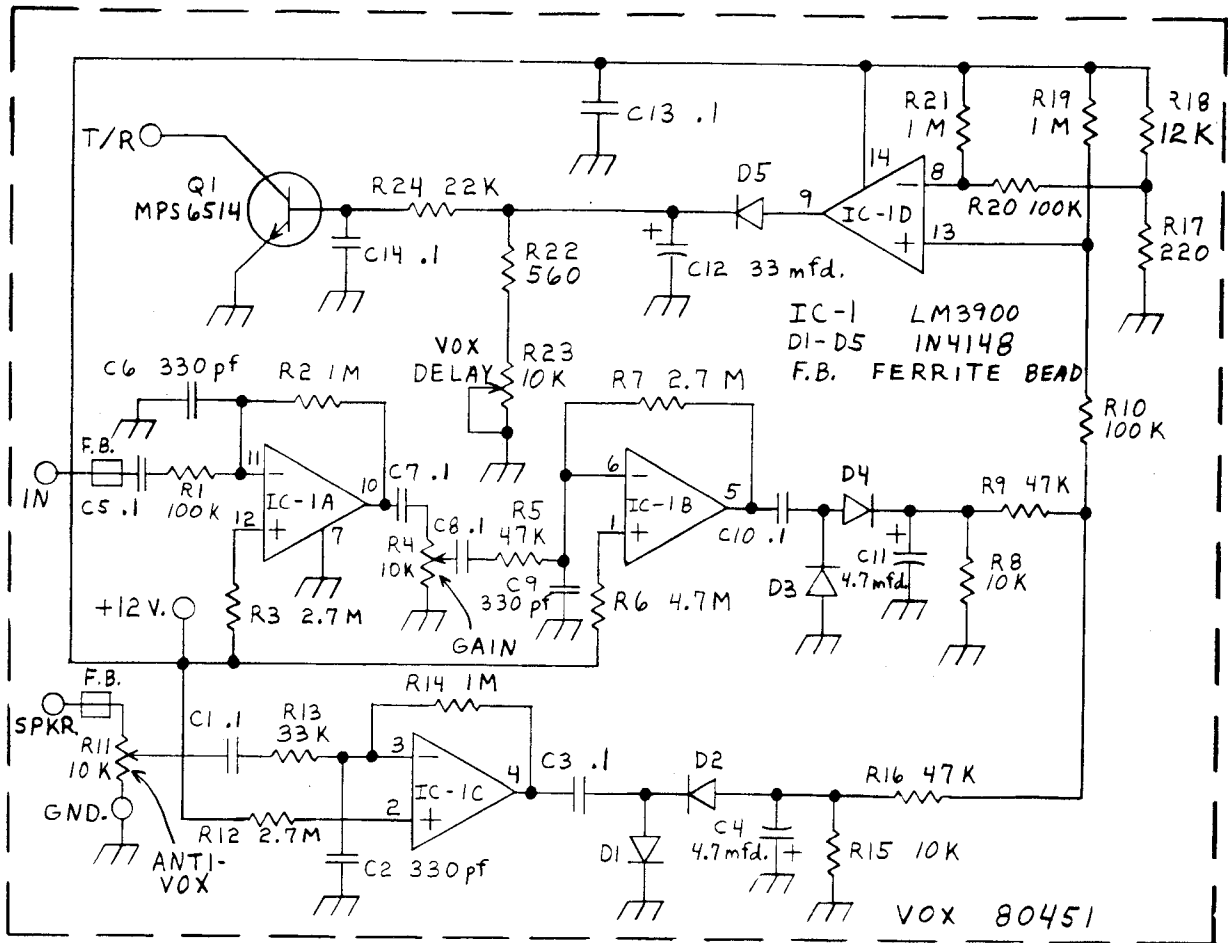 T/R
Q1
MPS6514
R24 22K
C14 .1
C13 .1
R22
560
D5
C12 33 mfd.
+
14
9
8
13
IC-1D
−
+
R21
1M
R19
1M
R18
12K
R20 100K
R17
220
IC-1 LM3900
D1-D5 1N4148
F.B. FERRITE BEAD
VOX
DELAY
R23
10K
C6 330pf
R2 1M
F.B.
IN
C5 .1
R1
100K
11
12
10
7
IC-1A
−
+
C7 .1
R4
10K
GAIN
C8 .1
R5
47K
C9
330pf
R7 2.7M
6
1
5
IC-1B
−
+
C10 .1
R6 4.7M
D3
D4
+
C11
4.7mfd.
R8
10K
R9 47K
R10
100K
+12V.
R3 2.7M
F.B.
SPKR
R11
10K
GND.
ANTI-
VOX
C1 .1
R13
33K
R14 1M
R12 2.7M
C2 330pf
3
2
4
IC-1C
−
+
C3 .1
D1
D2
C4
4.7mfd.
+
R15 10K
R16 47K
VOX 80451